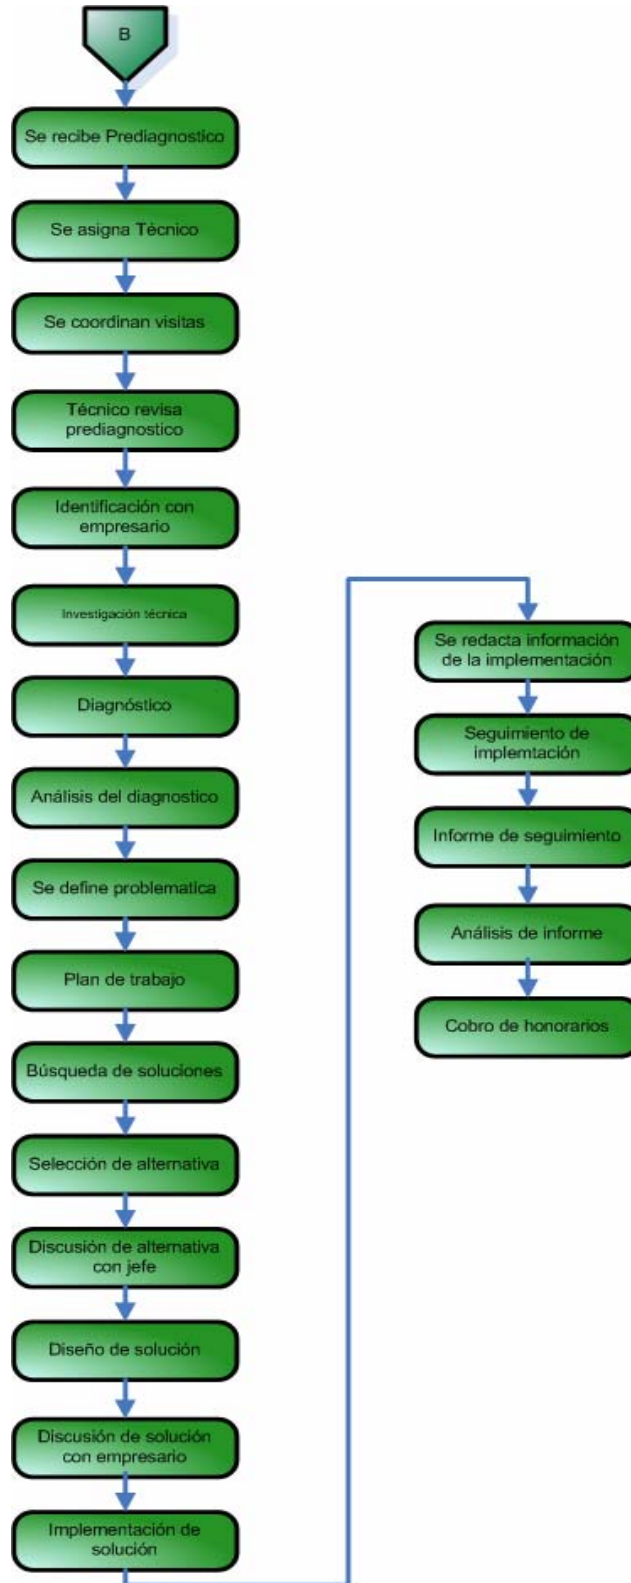 B
Se recibe Prediagnostico
Se asigna Técnico
Se coordinan visitas
Técnico revisa
prediagnostico
Identificación con
empresario
Investigación técnica
Diagnóstico
Análisis del diagnostico
Se define problematica
Plan de trabajo
Búsqueda de soluciones
Selección de alternativa
Discusión de alternativa
con jefe
Diseño de solución
Discusión de solución
con empresario
Implementación de
solución
Se redacta información
de la implementación
Seguimiento de
implemtación
Informe de seguimiento
Análisis de informe
Cobro de honorarios